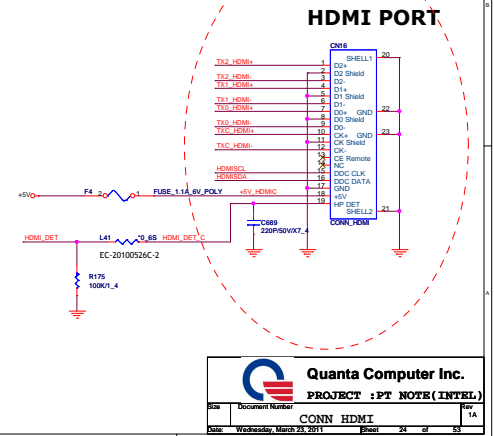 B
HDMI PORT
CN16
SHELL1 20
TX2_HDMI+ 1 D2+
2 D2 Shield
TX2_HDMI- 3 D2-
TX1_HDMI+ 4 D1+
5 D1 Shield
TX1_HDMI- 6 D1-
TX0_HDMI+ 7 D0+ GND 22
8 D0 Shield
TX0_HDMI- 9 D0-
TXC_HDMI+ 10 CK+ GND 23
11 CK Shield
TXC_HDMI- 12 CK-
13 CE Remote
14 NC
HDMISCL 15 DDC CLK
HDMISDA 16 DDC DATA
17 GND
+5V F4 2 1 FUSE_1.1A_6V_POLY +5V_HDMIC 18 +5V
19 HP DET
SHELL2 21
CONN_HDMI
C689
220P/50V/X7_4
HDMI_DET L41 *0_6S HDMI_DET_C
EC-20100526C-2
R175
100K/1_4
A
Quanta Computer Inc.
PROJECT :PT NOTE(INTEL)
Size Document Number Rev
CONN HDMI 1A
Date: Wednesday, March 23, 2011 Sheet 24 of 53